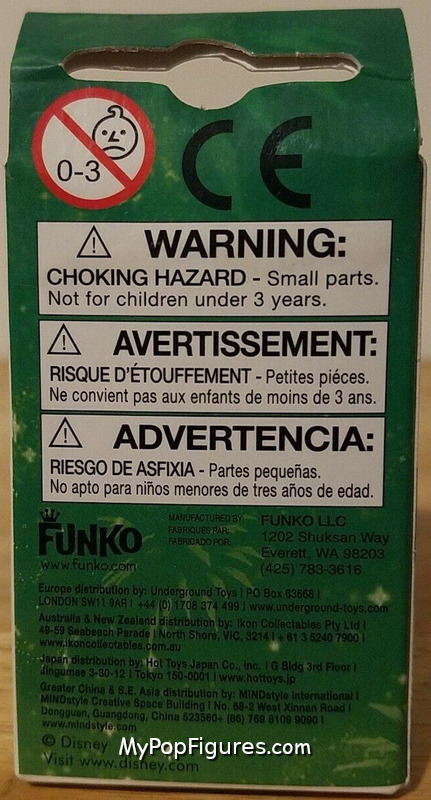 0-3
CE
WARNING:
CHOKING HAZARD - Small parts.
Not for children under 3 years.
AVERTISSEMENT:
RISQUE D'ÉTOUFFEMENT - Petites piéces.
Ne convient pas aux enfants de moins de 3 ans.
ADVERTENCIA:
RIESGO DE ASFIXIA - Partes pequeñas.
No apto para niños menores de tres años de edad.
FUNKO
www.funko.com
MANUFACTURED BY:
FABRIQUÉS PAR:
FABRICADO POR:
FUNKO LLC
1202 Shuksan Way
Everett, WA 98203
(425) 783-3616
Europe distribution by: Underground Toys | PO Box 63668 |
LONDON SW11 9AR | +44 (0) 1708 374 499 | www.underground-toys.com
Australia & New Zealand distribution by: Ikon Collectables Pty Ltd |
49-59 Seabeach Parade | North Shore, VIC, 3214 | + 61 3 5240 7900 |
www.ikoncollectables.com.au
Japan distribution by: Hot Toys Japan Co., Inc. | G Bldg 3rd Floor |
Jingumae 3-30-12 | Tokyo 150-0001 | www.hottoys.jp
Greater China & S.E. Asia distribution by: MINDstyle International |
MINDstyle Creative Space Building | No. 68-2 West Xinnan Road |
Dongguan, Guangdong, China 523560+ (86) 769 8109 9090 |
www.mindstyle.com
© Disney
Visit www.disney.com
MyPopFigures.com